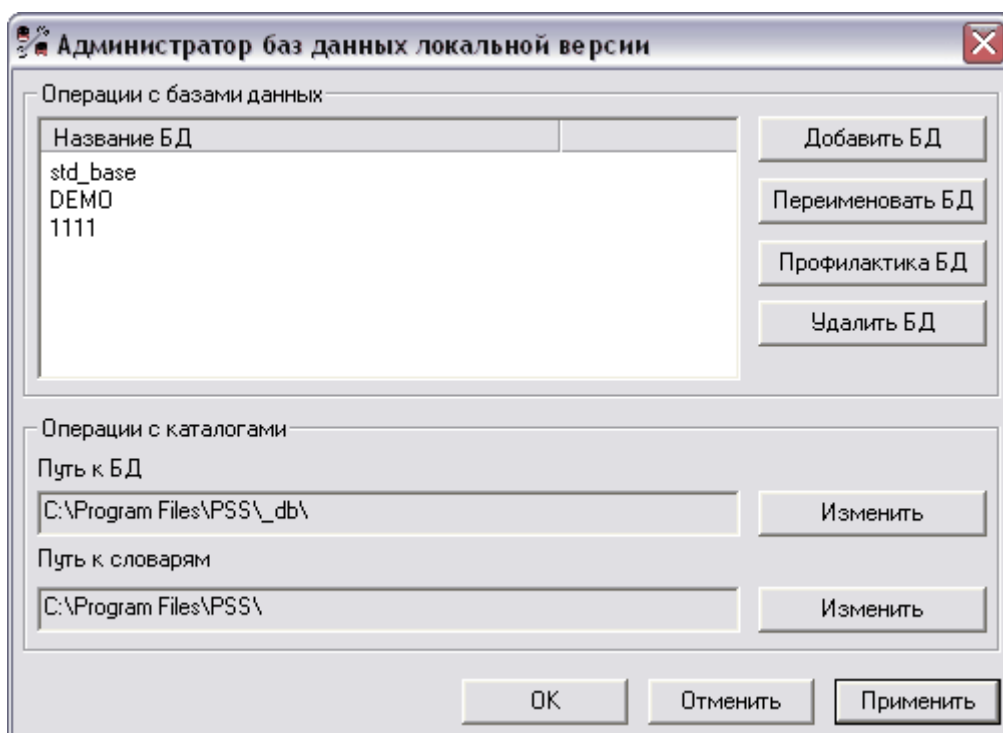 Администратор баз данных локальной версии
Операции с базами данных
Название БД
std_base
DEMO
1111
Добавить БД
Переименовать БД
Профилактика БД
Удалить БД
Операции с каталогами
Путь к БД
C:\Program Files\PSS\_db\
Изменить
Путь к словарям
C:\Program Files\PSS\
Изменить
OK
Отменить
Применить